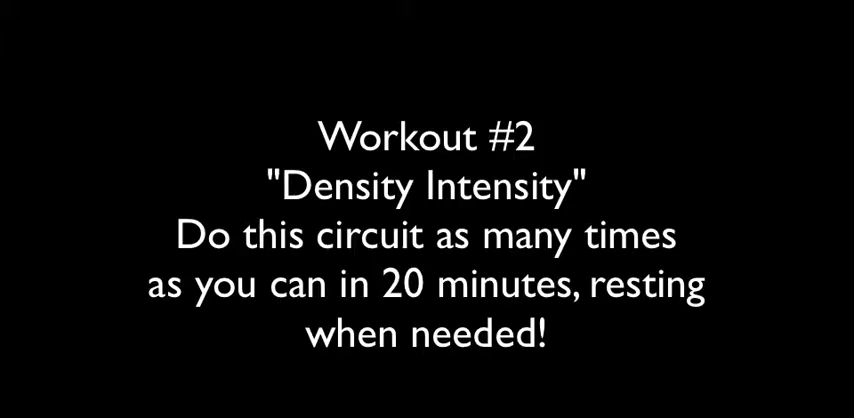 Workout #2
"Density Intensity"
Do this circuit as many times
as you can in 20 minutes, resting
when needed!